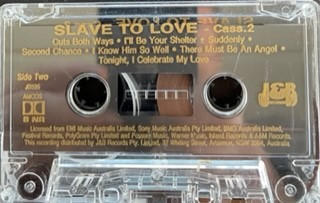 SLAVE TO LOVE - Cass.2
Cuts Both Ways • I'll Be Your Shelter • Suddenly •
Second Chance • I Know Him So Well • There Must Be An Angel •
Tonight, I Celebrate My Love
Side Two
AMCOS
B NR
J&B
Licensed from EMI Music Australia Limited, Sony Music Australia Pty Limited, BMG Australia Limited,
Festival Records, PolyGram Pty Limited and Possum Music, Warner Music, Island Records & A&M Records.
This recording distributed by J&B Records Pty. Limited, 37 Whiting Street, Artarmon, NSW 2064, Australia